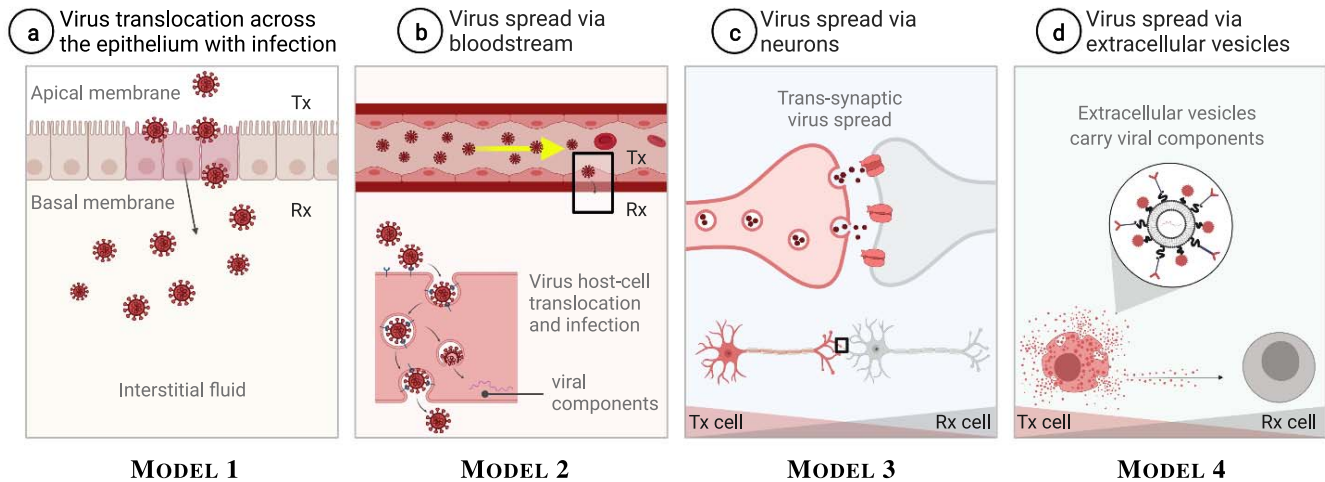 a Virus translocation across
the epithelium with infection
Apical membrane
Tx
Basal membrane
Rx
Interstitial fluid
MODEL 1
b Virus spread via
bloodstream
Tx
Rx
Virus host-cell
translocation
and infection
viral
components
MODEL 2
c Virus spread via
neurons
Trans-synaptic
virus spread
Tx cell
Rx cell
MODEL 3
d Virus spread via
extracellular vesicles
Extracellular vesicles
carry viral components
Tx cell
Rx cell
MODEL 4